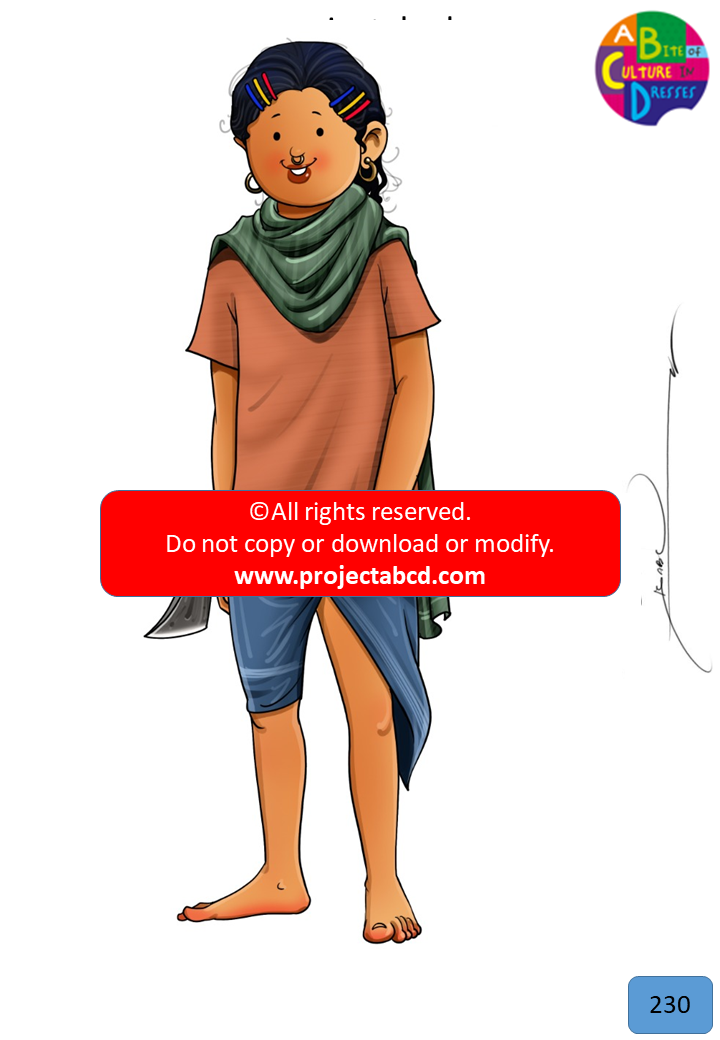 A BITE OF
CULTURE IN
DRESSES
©All rights reserved.
Do not copy or download or modify.
www.projectabcd.com
230